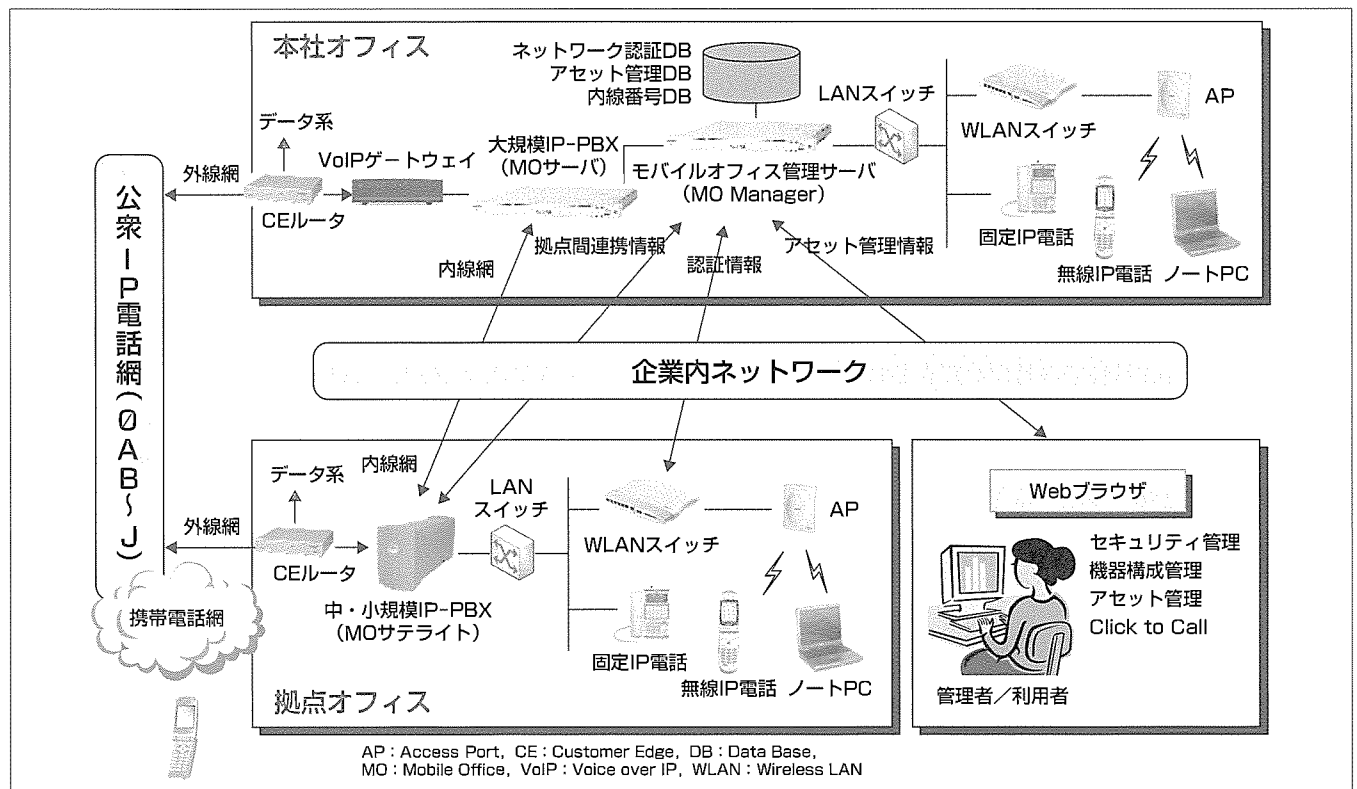 本社オフィス
ネットワーク認証DB
アセット管理DB
内線番号DB
LANスイッチ
AP
WLANスイッチ
データ系
VoIPゲートウェイ
大規模IP-PBX
(MOサーバ)
モバイルオフィス管理サーバ
(MO Manager)
外線網
CEルータ
固定IP電話
無線IP電話
ノートPC
内線網
拠点間連携情報
認証情報
アセット管理情報
公衆IP電話網(0AB~J)
企業内ネットワーク
データ系
内線網
LAN
スイッチ
AP
WLANスイッチ
外線網
CEルータ
中・小規模IP-PBX
(MOサテライト)
固定IP電話
無線IP電話
ノートPC
拠点オフィス
携帯電話網
Webブラウザ
セキュリティ管理
機器構成管理
アセット管理
Click to Call
管理者/利用者
AP:Access Port, CE:Customer Edge, DB:Data Base,
MO:Mobile Office, VoIP:Voice over IP, WLAN:Wireless LAN